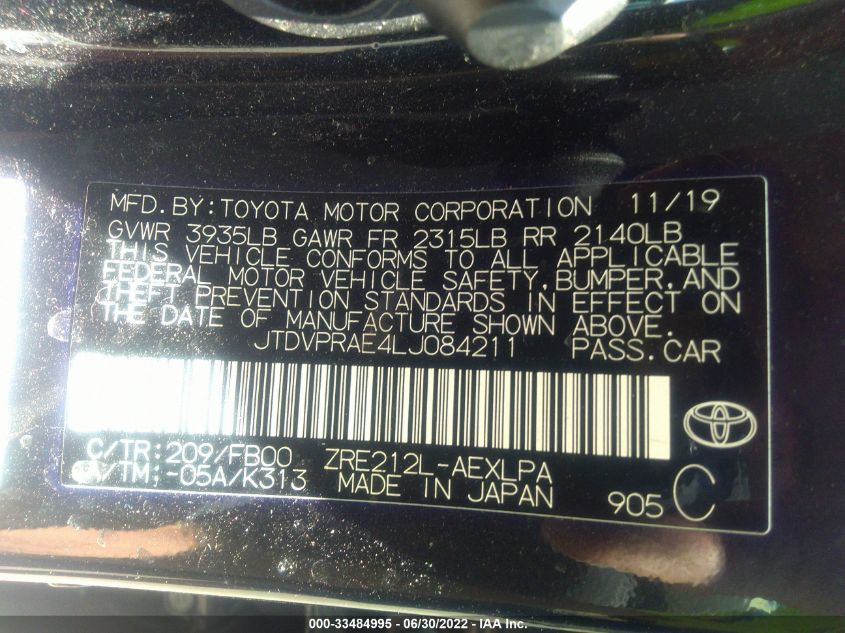 MFD.BY:TOYOTA MOTOR CORPORATION 11/19
GVWR 3935LB GAWR FR 2315LB RR 2140LB
THIS VEHICLE CONFORMS TO ALL APPLICABLE
FEDERAL MOTOR VEHICLE SAFETY,BUMPER,AND
THEFT PREVENTION STANDARDS IN EFFECT ON
THE DATE OF MANUFACTURE SHOWN ABOVE.
JTDVPRAE4LJ084211 PASS.CAR
C/TR:209/FB00 ZRE212L-AEXLPA
A/TM;-05A/K313 MADE IN JAPAN 905 C
000-33484995 - 06/30/2022 - IAA Inc.